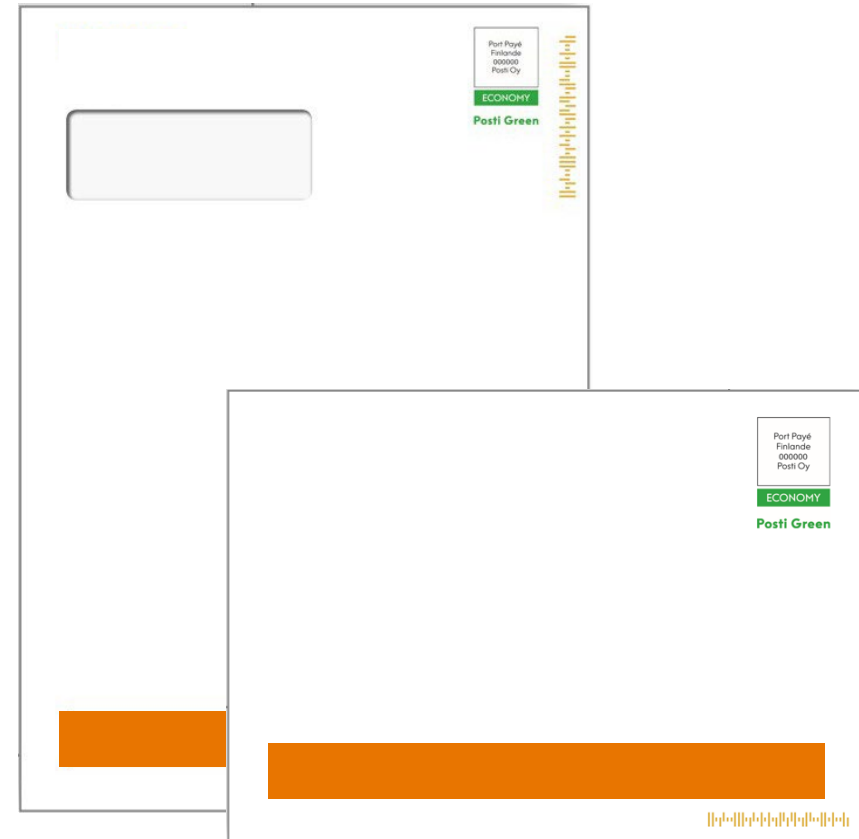 Port Payé
Finlande
000000
Posti Oy
ECONOMY
Posti Green
Port Payé
Finlande
000000
Posti Oy
ECONOMY
Posti Green